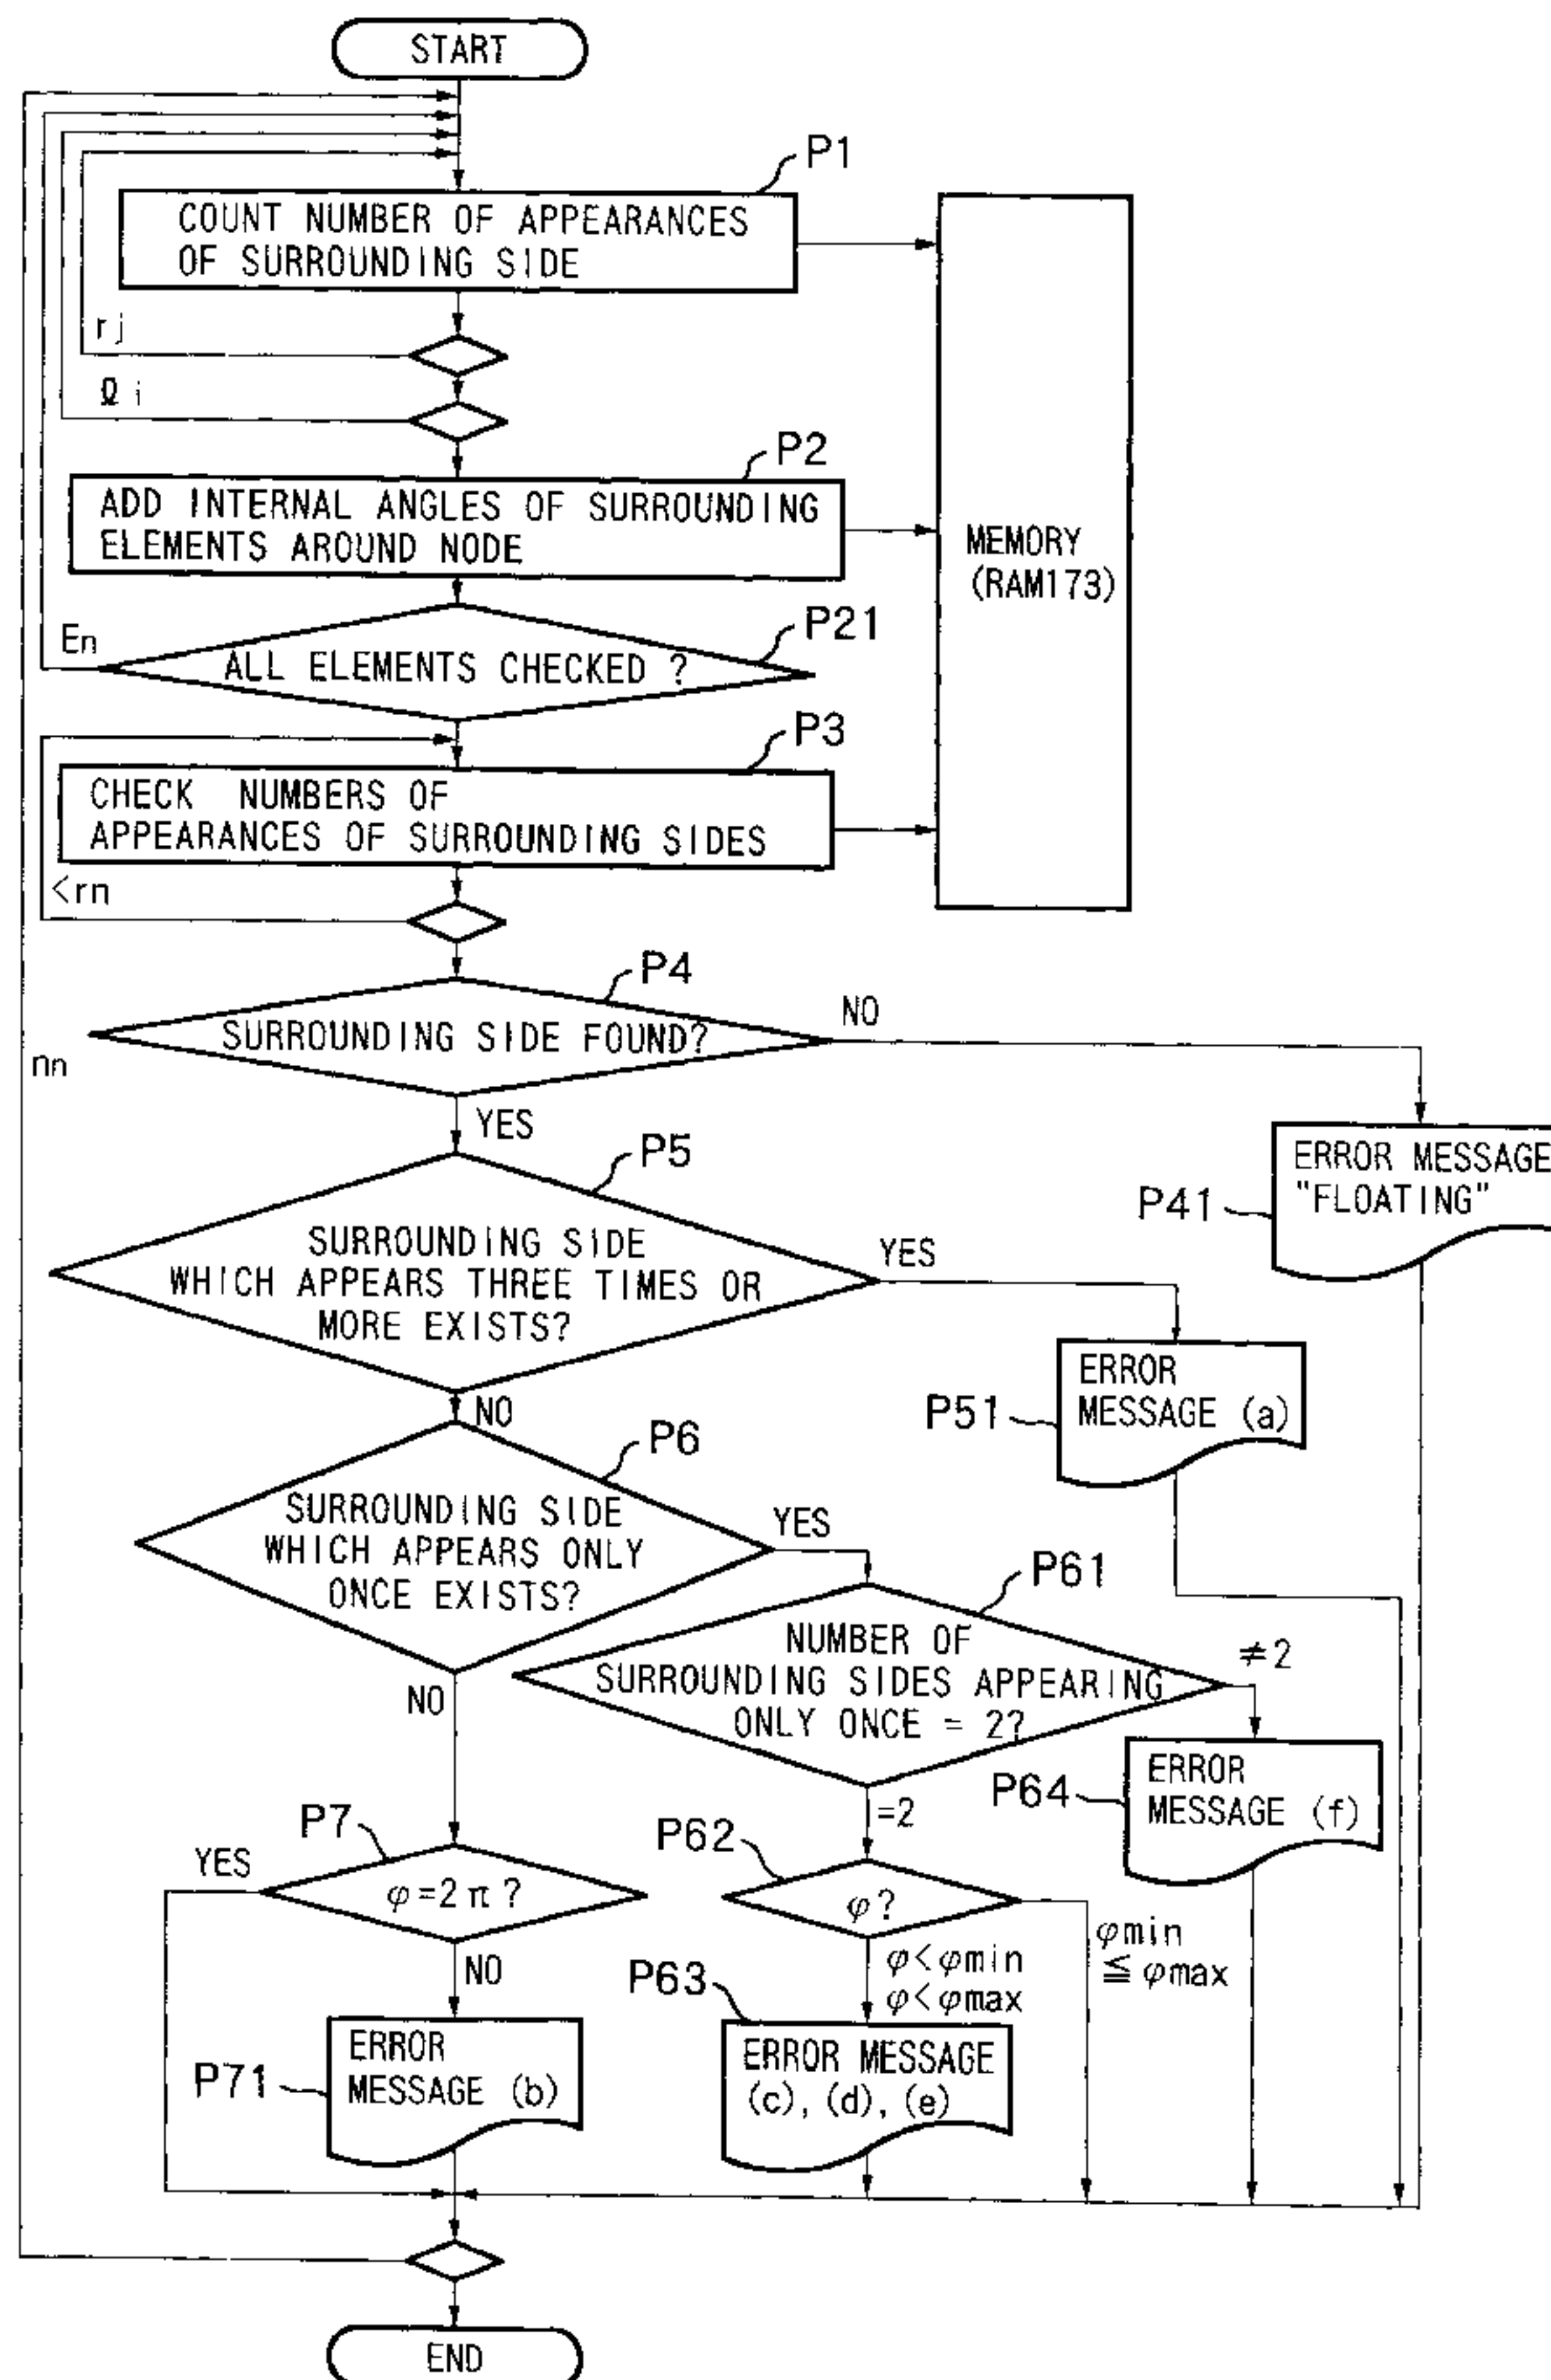 START
P1
COUNT NUMBER OF APPEARANCES
OF SURROUNDING SIDE
rj
ℓi
P2
ADD INTERNAL ANGLES OF SURROUNDING
ELEMENTS AROUND NODE
MEMORY
(RAM173)
En
P21
ALL ELEMENTS CHECKED ?
P3
CHECK NUMBERS OF
APPEARANCES OF SURROUNDING SIDES
<rn
P4
SURROUNDING SIDE FOUND?
NO
nn
YES
P5
SURROUNDING SIDE
WHICH APPEARS THREE TIMES OR
MORE EXISTS?
YES
P41
ERROR MESSAGE
"FLOATING"
P51
ERROR
MESSAGE (a)
NO
P6
SURROUNDING SIDE
WHICH APPEARS ONLY
ONCE EXISTS?
YES
P61
NUMBER OF
SURROUNDING SIDES APPEARING
ONLY ONCE = 2?
≠2
NO
P64
ERROR
MESSAGE (f)
=2
P7
YES
φ=2π?
P62
φ?
φmin
≦φmax
NO
P63
φ<φmin
φ<φmax
P71
ERROR
MESSAGE (b)
ERROR MESSAGE
(c), (d), (e)
END